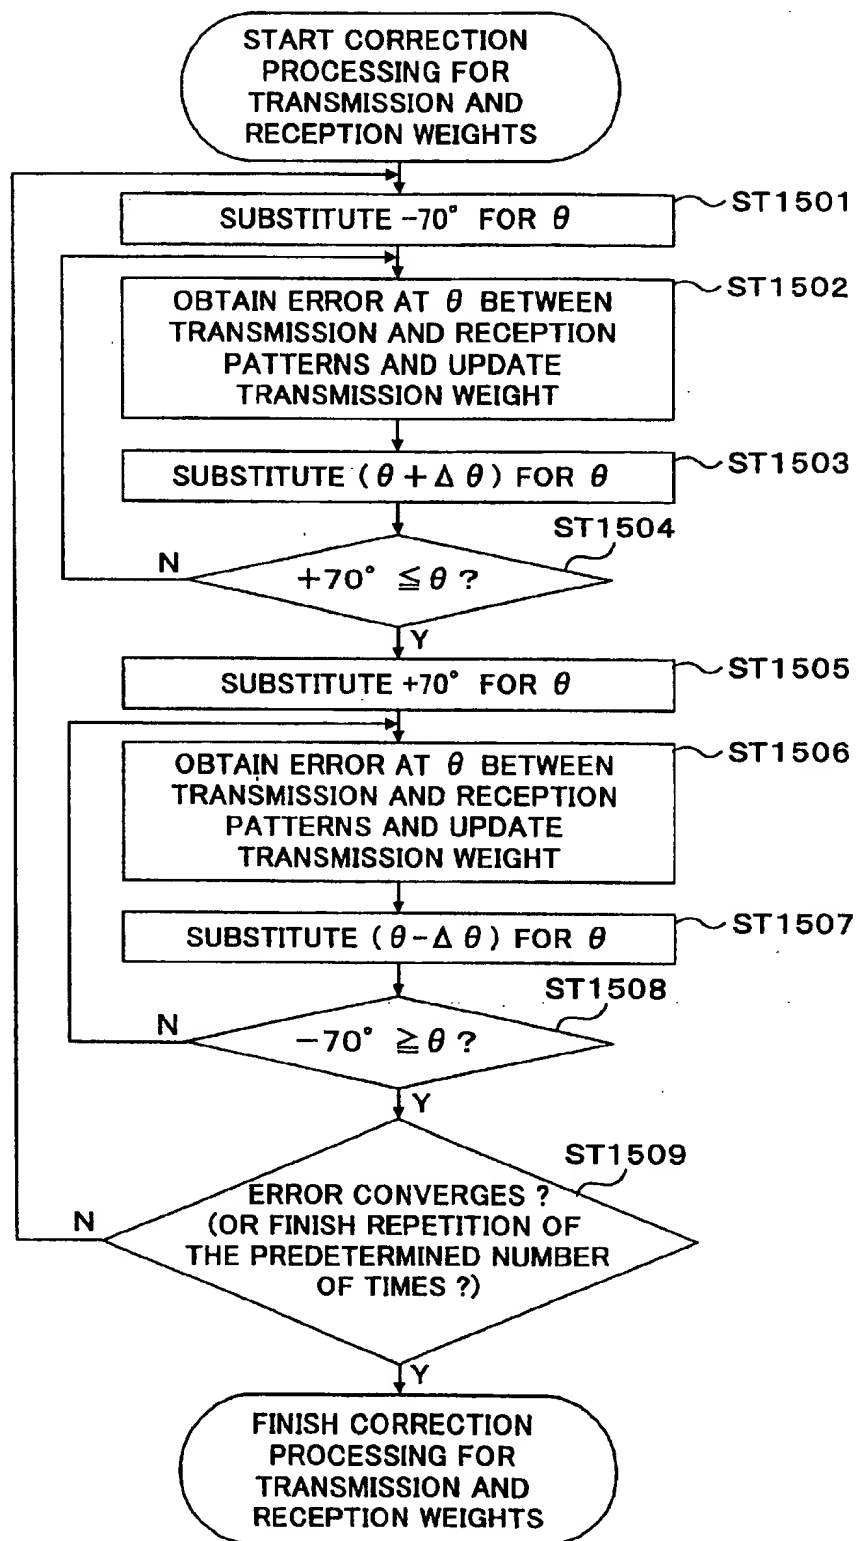 START CORRECTION
PROCESSING FOR
TRANSMISSION AND
RECEPTION WEIGHTS
SUBSTITUTE -70° FOR θ
ST1501
OBTAIN ERROR AT θ BETWEEN
TRANSMISSION AND RECEPTION
PATTERNS AND UPDATE
TRANSMISSION WEIGHT
ST1502
SUBSTITUTE (θ + Δ θ) FOR θ
ST1503
ST1504
N
+70° ≦ θ ?
Y
SUBSTITUTE +70° FOR θ
ST1505
OBTAIN ERROR AT θ BETWEEN
TRANSMISSION AND RECEPTION
PATTERNS AND UPDATE
TRANSMISSION WEIGHT
ST1506
SUBSTITUTE (θ - Δ θ) FOR θ
ST1507
ST1508
N
-70° ≧ θ ?
Y
ST1509
N
ERROR CONVERGES ?
(OR FINISH REPETITION OF
THE PREDETERMINED NUMBER
OF TIMES ?)
Y
FINISH CORRECTION
PROCESSING FOR
TRANSMISSION AND
RECEPTION WEIGHTS